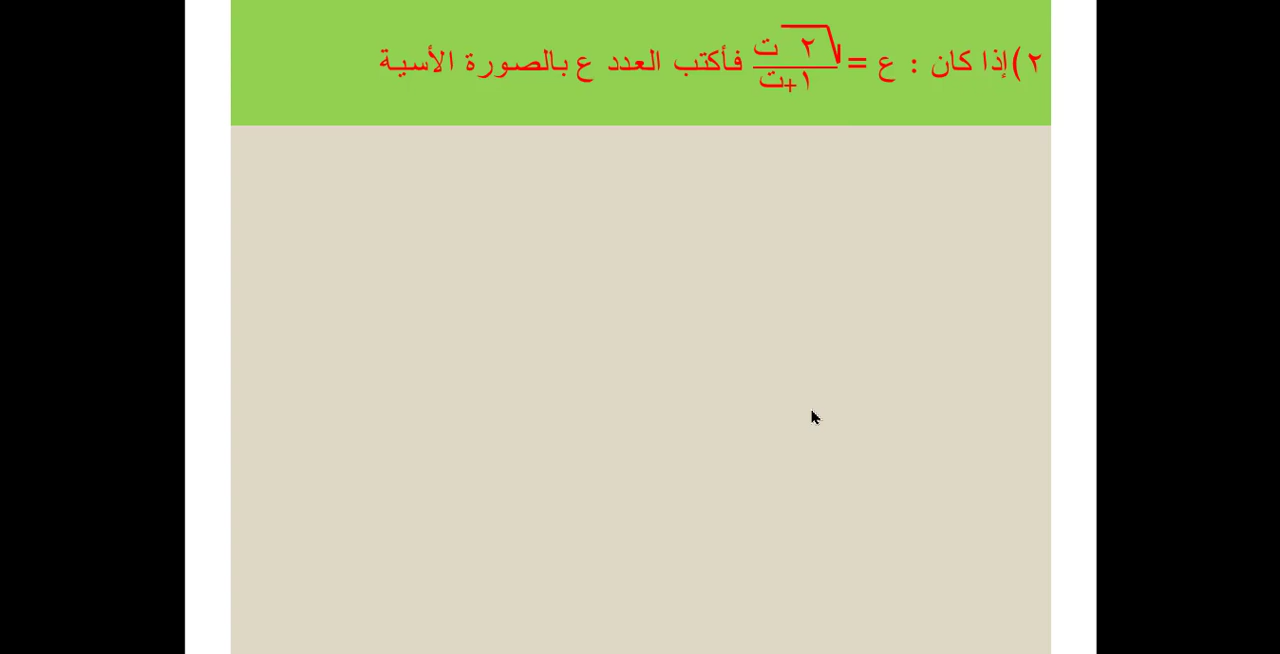 ٢)إذا كان : ع = √٢ ت / ١+ت فأكتب العدد ع بالصورة الأسية